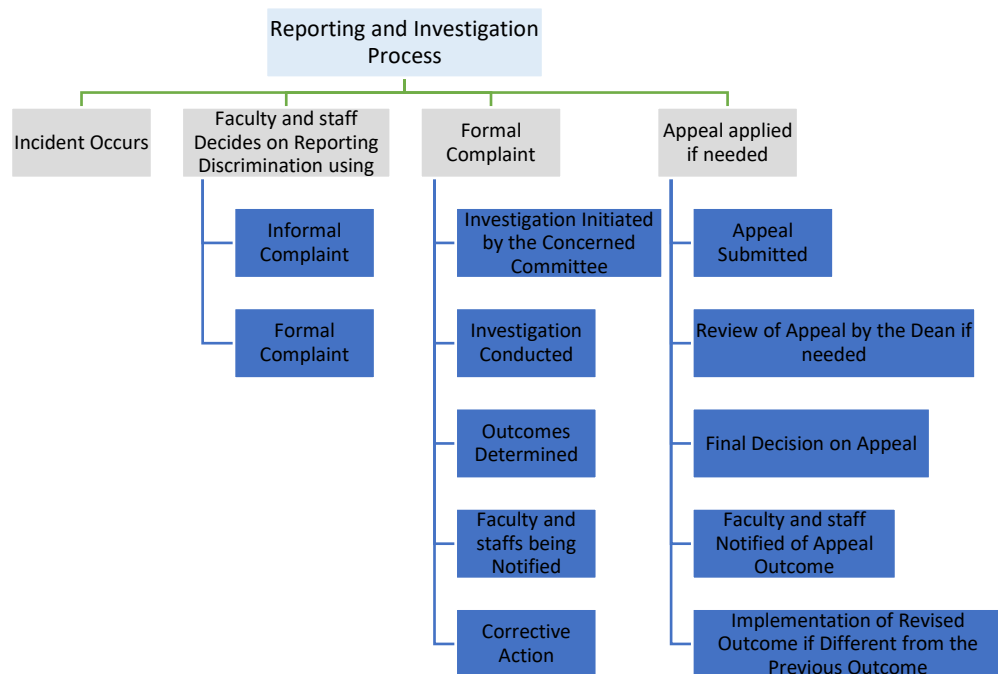 Reporting and Investigation
Process
Incident Occurs
Faculty and staff
Decides on Reporting
Discrimination using
Informal
Complaint
Formal
Complaint
Formal
Complaint
Investigation Initiated
by the Concerned
Committee
Investigation
Conducted
Outcomes
Determined
Faculty and
staffs being
Notified
Corrective
Action
Appeal applied
if needed
Appeal
Submitted
Review of Appeal by the Dean if
needed
Final Decision on Appeal
Faculty and staff
Notified of Appeal
Outcome
Implementation of Revised
Outcome if Different from the
Previous Outcome